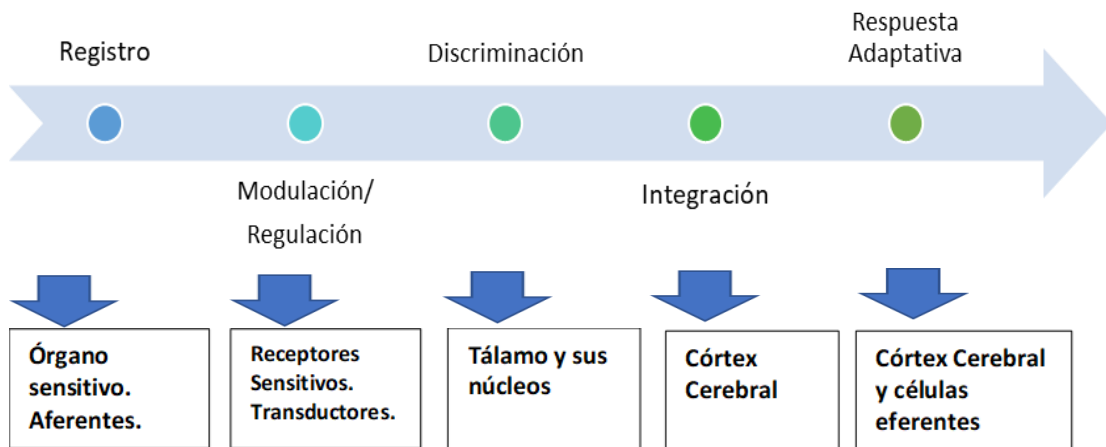 Registro
Discriminación
Respuesta
Adaptativa
Modulación/
Regulación
Integración
Órgano
sensitivo.
Aferentes.
Receptores
Sensitivos.
Transductores.
Tálamo y sus
núcleos
Córtex
Cerebral
Córtex Cerebral
y células
eferentes